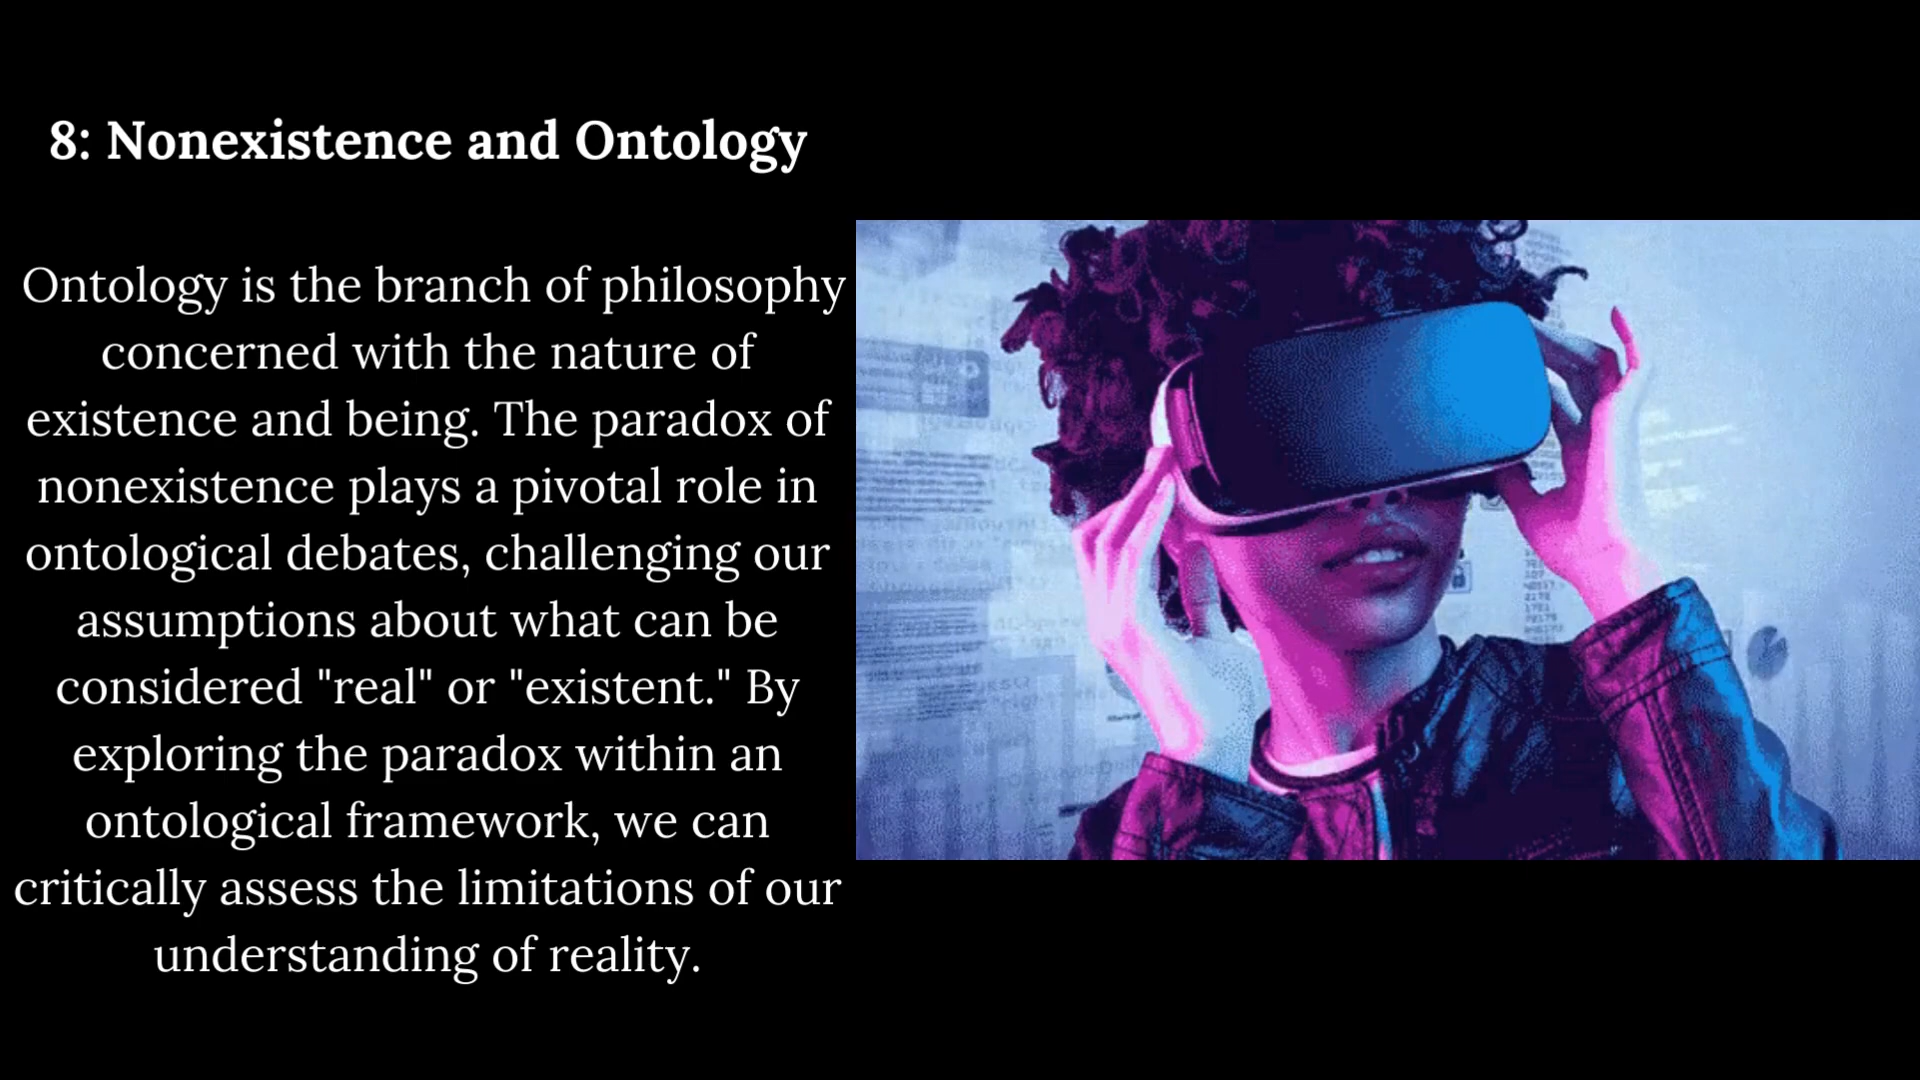 8: Nonexistence and Ontology
Ontology is the branch of philosophy
concerned with the nature of
existence and being. The paradox of
nonexistence plays a pivotal role in
ontological debates, challenging our
assumptions about what can be
considered "real" or "existent." By
exploring the paradox within an
ontological framework, we can
critically assess the limitations of our
understanding of reality.